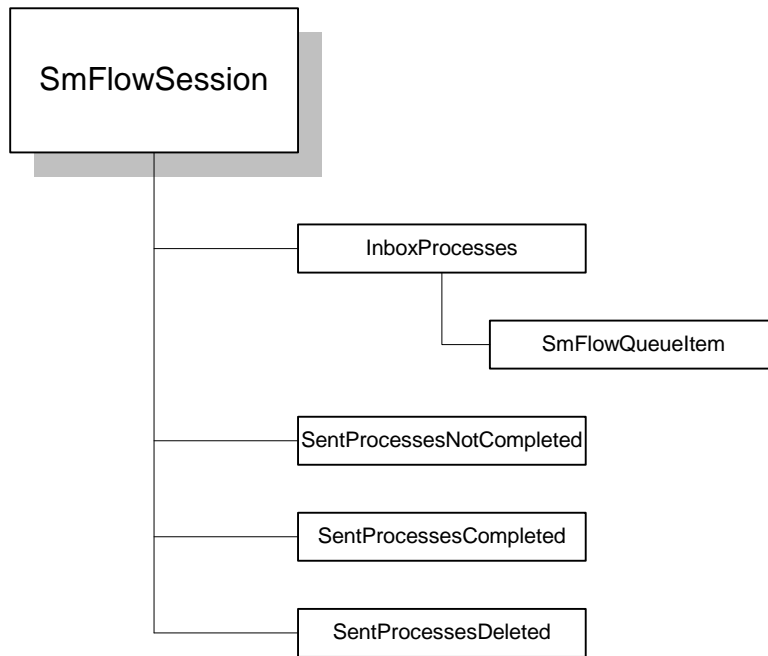 SmFlowSession
InboxProcesses
SmFlowQueueItem
SentProcessesNotCompleted
SentProcessesCompleted
SentProcessesDeleted